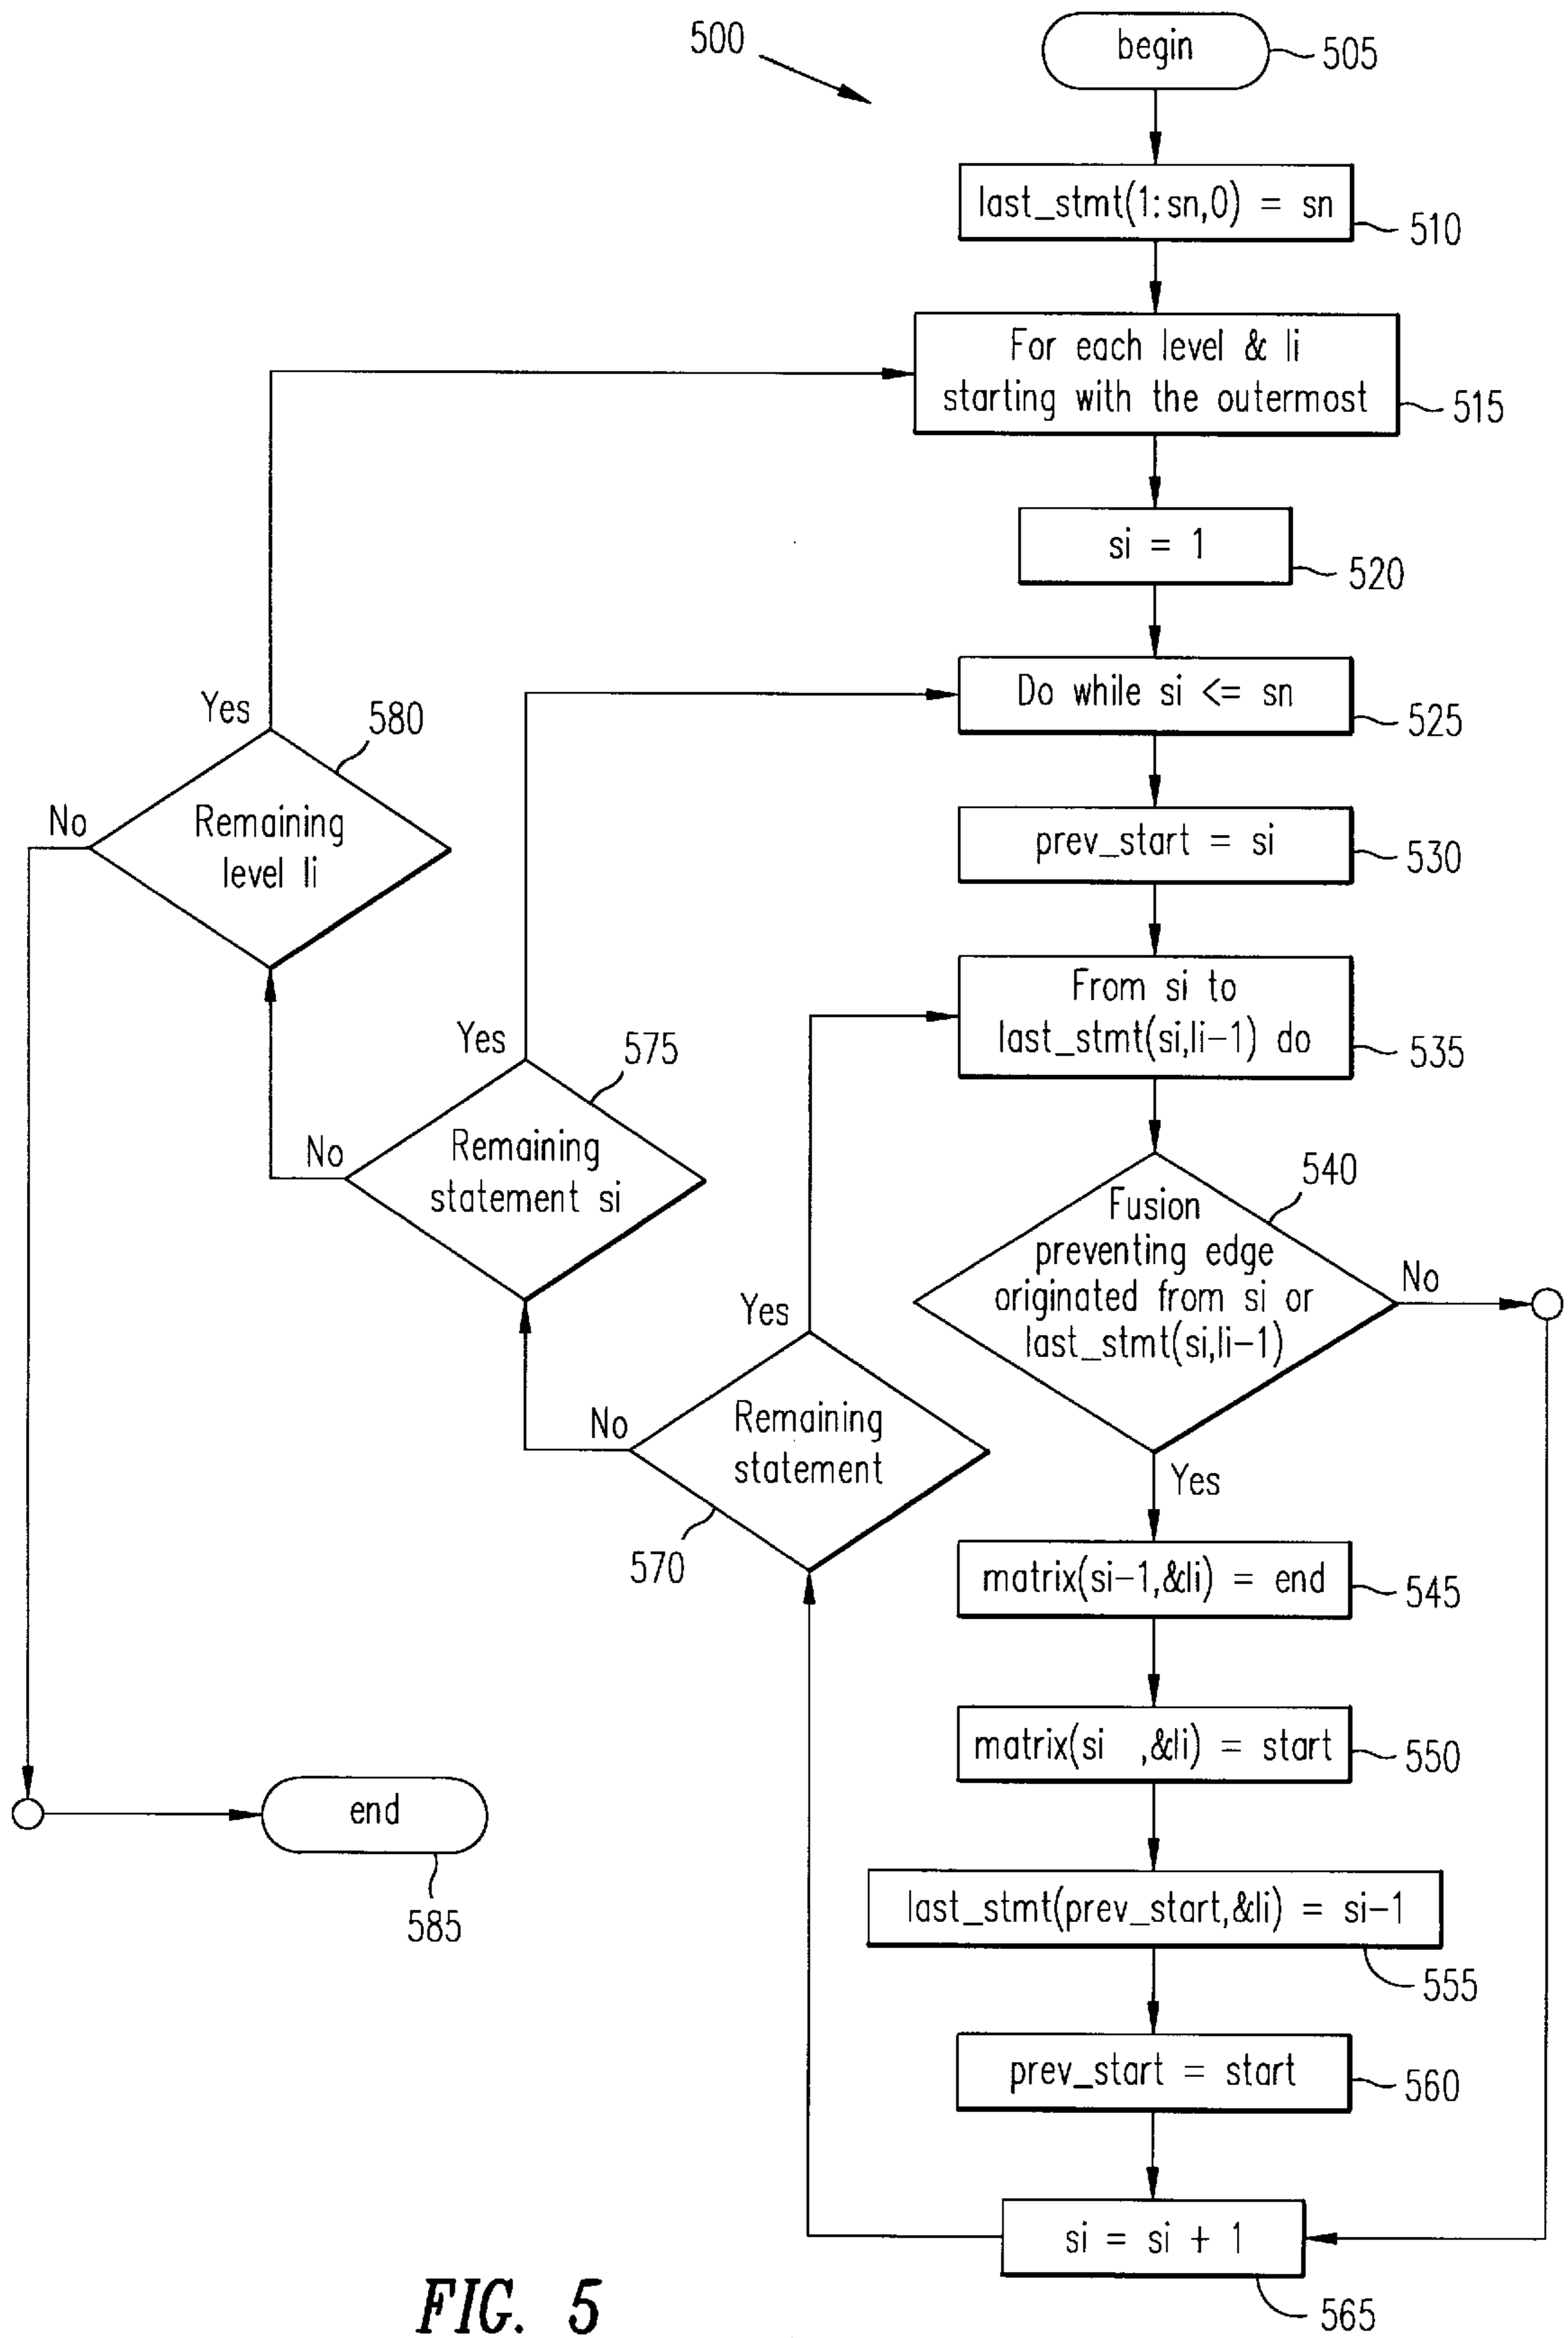 500
begin
505
last_stmt(1:sn,0) = sn
510
For each level & li
starting with the outermost
515
si = 1
520
Do while si <= sn
525
prev_start = si
530
From si to
last_stmt(si,li-1) do
535
Fusion
preventing edge
originated from si or
last_stmt(si,li-1)
540
No
Yes
matrix(si-1,&li) = end
545
matrix(si ,&li) = start
550
last_stmt(prev_start,&li) = si-1
555
prev_start = start
560
si = si + 1
565
Remaining
statement
570
Yes
No
Remaining
statement si
575
Yes
No
Remaining
level li
580
Yes
No
end
585
FIG. 5